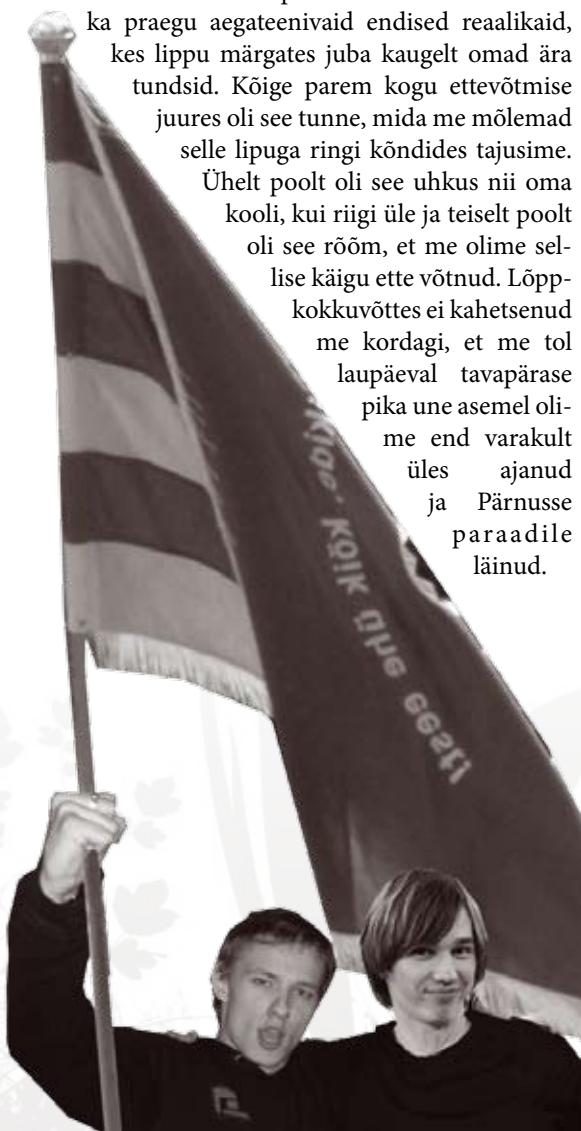 ka praegu aegateenivaid endised reaalikaid,
kes lippu märgates juba kaugelt omad ära
tundsid. Kõige parem kogu ettevõtmise
juures oli see tunne, mida me mõlemad
selle lipuga ringi kõndides tajusime.
Ühelt poolt oli see uhkus nii oma
kooli, kui riigi üle ja teiselt poolt
oli see rõõm, et me olime sel-
lise käigu ette võtnud. Lõpp-
kokkuvõttes ei kahetsenud
me kordagi, et me tol
laupäeval tavapärase
pika une asemel oli-
me end varakult
üles ajanud
ja Pärnusse
paraadile
läinud.
kõik ühe eesti